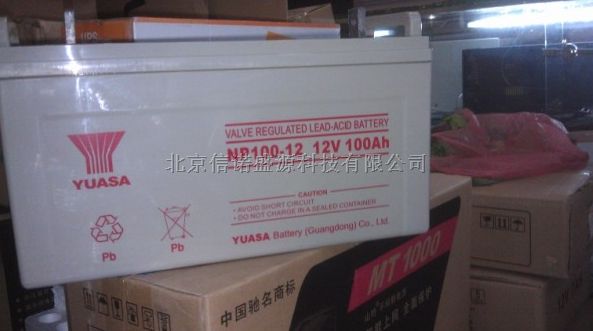 UPS
VALVE REGULATED LEAD-ACID BATTERY
NP100-12 12V 100Ah
北京信诺盛源科技有限公司
YUASA
CAUTION
• AVOID SHORT CIRCUIT
• DO NOT CHARGE IN A SEALED CONTAINER
Pb
Pb
YUASA Battery (Guangdong) Co., Ltd.
MT 1000
中国驰名商标